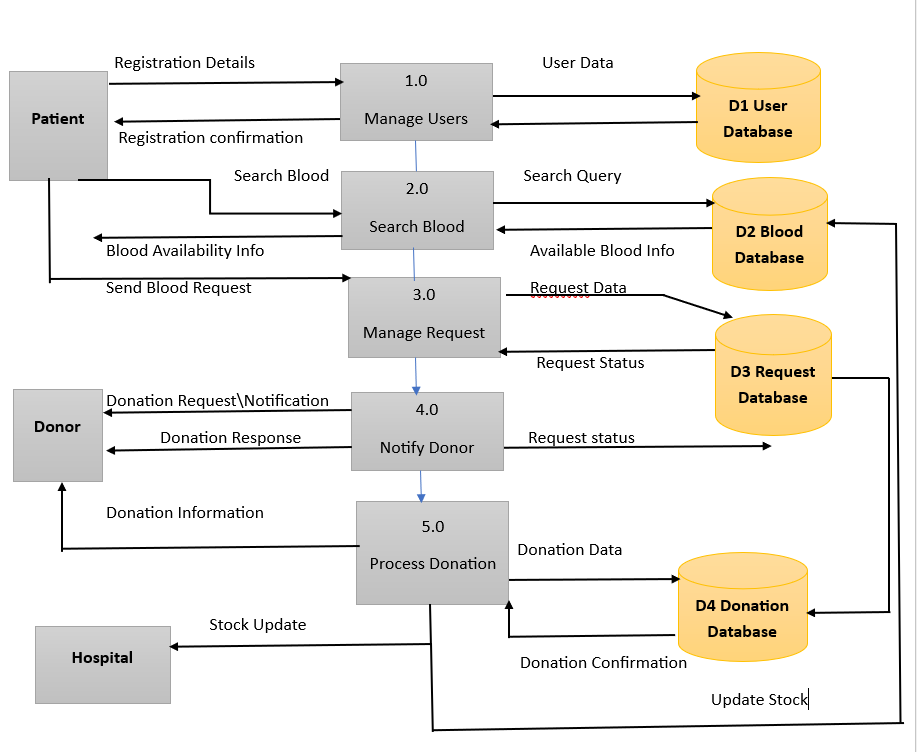 Registration Details
User Data
1.0
Manage Users
D1 User
Database
Patient
Registration confirmation
Search Blood
Search Query
2.0
Search Blood
D2 Blood
Database
Blood Availability Info
Available Blood Info
Send Blood Request
3.0
Manage Request
Request Data
Request Status
D3 Request
Database
Donation Request\Notification
Donor
4.0
Notify Donor
Donation Response
Request status
Donation Information
5.0
Process Donation
Donation Data
D4 Donation
Database
Stock Update
Hospital
Donation Confirmation
Update Stock